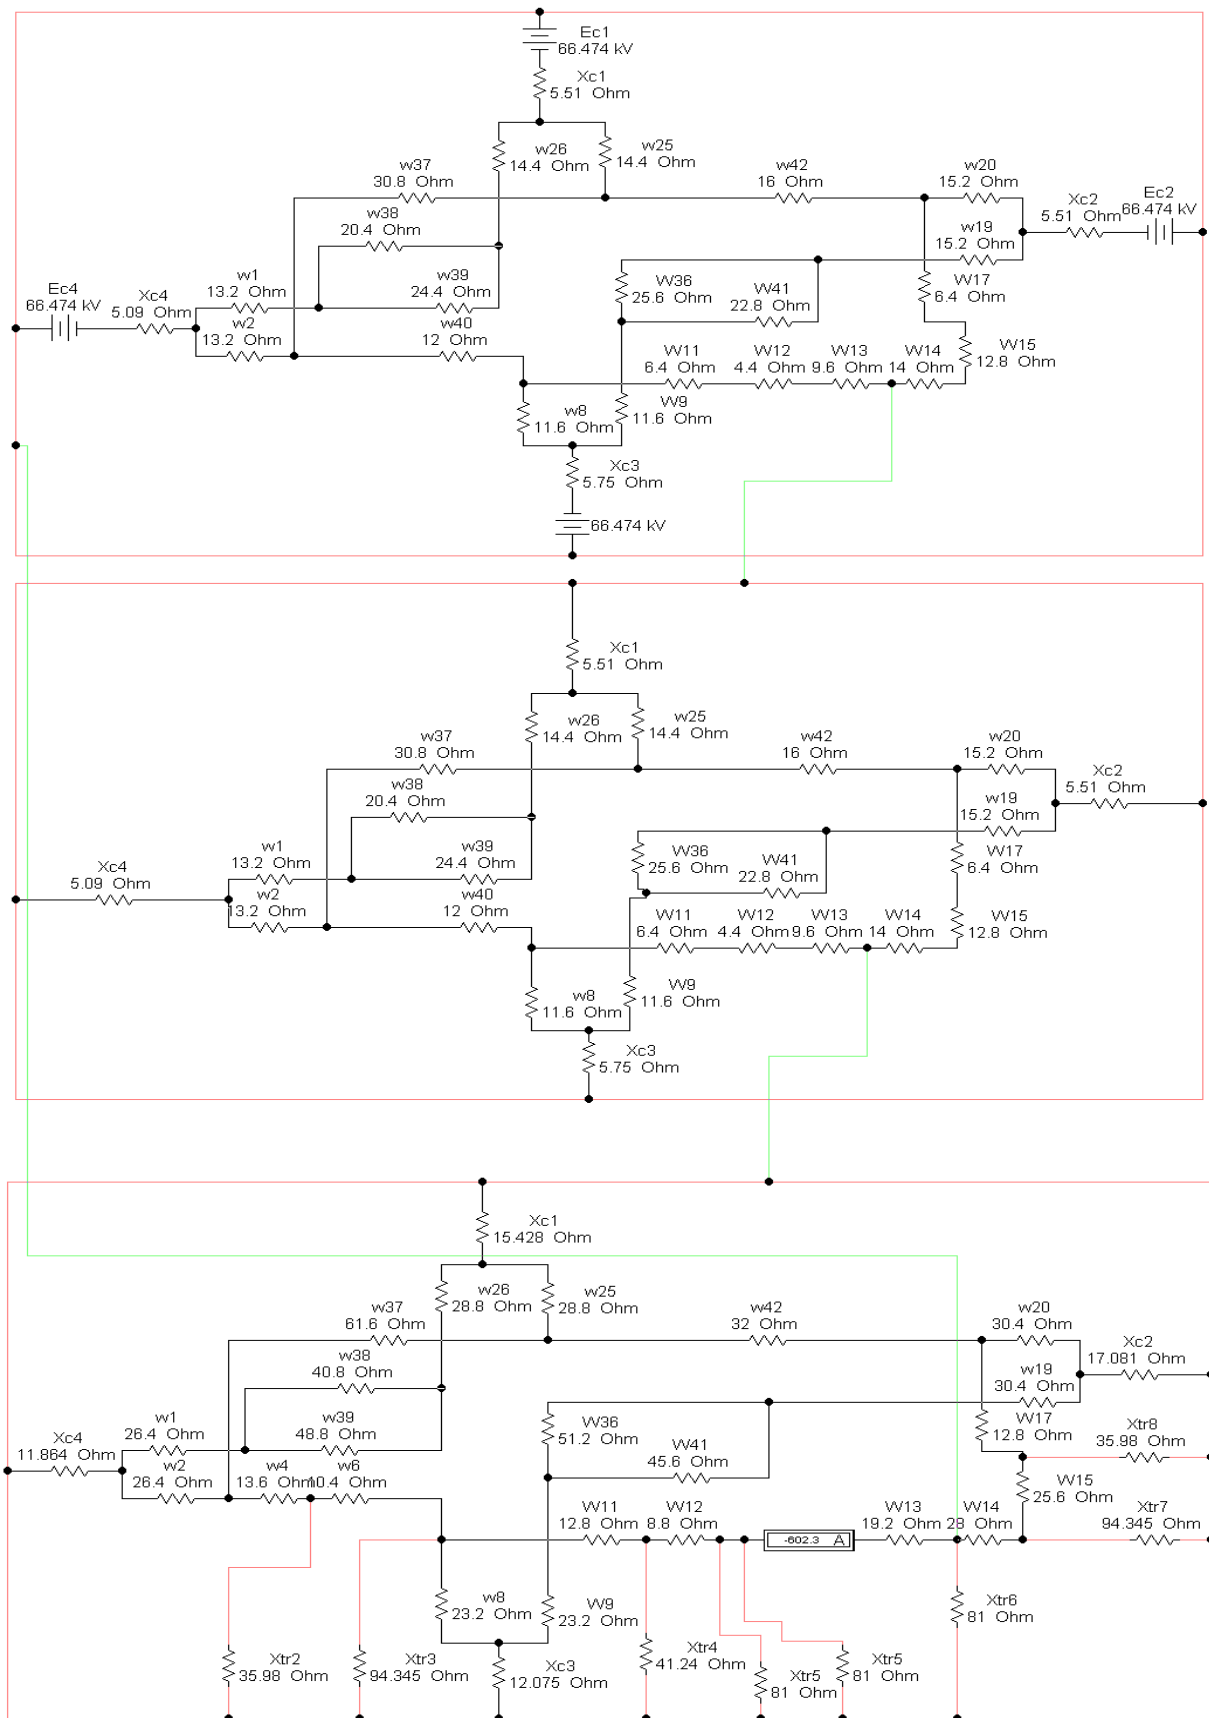 Ec1
66.474 kV
Xc1
5.51 Ohm
w26
14.4 Ohm
w25
14.4 Ohm
w37
30.8 Ohm
w42
16 Ohm
w20
15.2 Ohm
Ec2
66.474 kV
Xc2
5.51 Ohm
w38
20.4 Ohm
w19
15.2 Ohm
w1
13.2 Ohm
w39
24.4 Ohm
W36
25.6 Ohm
W41
22.8 Ohm
W17
6.4 Ohm
Ec4
66.474 kV
Xc4
5.09 Ohm
w2
13.2 Ohm
w40
12 Ohm
W11
6.4 Ohm
W12
4.4 Ohm
W13
9.6 Ohm
W14
14 Ohm
W15
12.8 Ohm
w8
11.6 Ohm
W9
11.6 Ohm
Xc3
5.75 Ohm
66.474 kV
Xc1
5.51 Ohm
w26
14.4 Ohm
w25
14.4 Ohm
w37
30.8 Ohm
w42
16 Ohm
w20
15.2 Ohm
Xc2
5.51 Ohm
w38
20.4 Ohm
w19
15.2 Ohm
w1
13.2 Ohm
w39
24.4 Ohm
W36
25.6 Ohm
W41
22.8 Ohm
W17
6.4 Ohm
Xc4
5.09 Ohm
w2
13.2 Ohm
w40
12 Ohm
W11
6.4 Ohm
W12
4.4 Ohm
W13
9.6 Ohm
W14
14 Ohm
W15
12.8 Ohm
w8
11.6 Ohm
W9
11.6 Ohm
Xc3
5.75 Ohm
Xc1
15.428 Ohm
w26
28.8 Ohm
w25
28.8 Ohm
w37
61.6 Ohm
w42
32 Ohm
w20
30.4 Ohm
Xc2
17.081 Ohm
w38
40.8 Ohm
w19
30.4 Ohm
w1
26.4 Ohm
w39
48.8 Ohm
W36
51.2 Ohm
W41
45.6 Ohm
W17
12.8 Ohm
Xtr8
35.98 Ohm
Xc4
11.864 Ohm
w2
26.4 Ohm
w4
13.6 Ohm
w6
10.4 Ohm
W15
25.6 Ohm
W11
12.8 Ohm
W12
8.8 Ohm
-602.3 A
W13
19.2 Ohm
W14
28 Ohm
Xtr7
94.345 Ohm
w8
23.2 Ohm
W9
23.2 Ohm
Xtr6
81 Ohm
Xtr2
35.98 Ohm
Xtr3
94.345 Ohm
Xc3
12.075 Ohm
Xtr4
41.24 Ohm
Xtr5
81 Ohm
Xtr5
81 Ohm